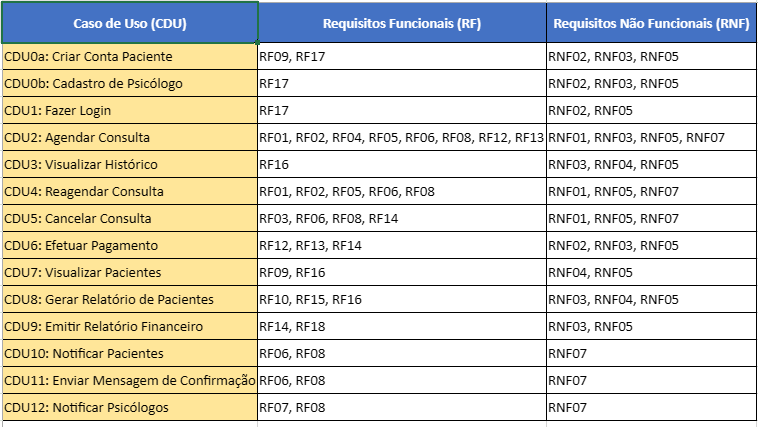 Caso de Uso (CDU) Requisitos Funcionais (RF) Requisitos Não Funcionais (RNF)
CDU0a: Criar Conta Paciente RF09, RF17 RNF02, RNF03, RNF05
CDU0b: Cadastro de Psicólogo RF17 RNF02, RNF03, RNF05
CDU1: Fazer Login RF17 RNF02, RNF05
CDU2: Agendar Consulta RF01, RF02, RF04, RF05, RF06, RF08, RF12, RF13 RNF01, RNF03, RNF05, RNF07
CDU3: Visualizar Histórico RF16 RNF03, RNF04, RNF05
CDU4: Reagendar Consulta RF01, RF02, RF05, RF06, RF08 RNF01, RNF05, RNF07
CDU5: Cancelar Consulta RF03, RF06, RF08, RF14 RNF01, RNF05, RNF07
CDU6: Efetuar Pagamento RF12, RF13, RF14 RNF02, RNF03, RNF05
CDU7: Visualizar Pacientes RF09, RF16 RNF04, RNF05
CDU8: Gerar Relatório de Pacientes RF10, RF15, RF16 RNF03, RNF04, RNF05
CDU9: Emitir Relatório Financeiro RF14, RF18 RNF03, RNF05
CDU10: Notificar Pacientes RF06, RF08 RNF07
CDU11: Enviar Mensagem de Confirmação RF06, RF08 RNF07
CDU12: Notificar Psicólogos RF07, RF08 RNF07